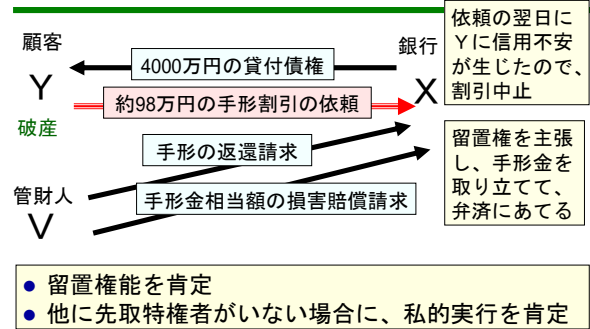 顧客
Y
破産
銀行
X
4000万円の貸付債権
約98万円の手形割引の依頼
依頼の翌日に
Ｙに信用不安
が生じたので、
割引中止
手形の返還請求
手形金相当額の損害賠償請求
管財人
V
留置権を主張
し、手形金を
取り立てて、
弁済にあてる
● 留置権能を肯定
● 他に先取特権者がいない場合に、私的実行を肯定